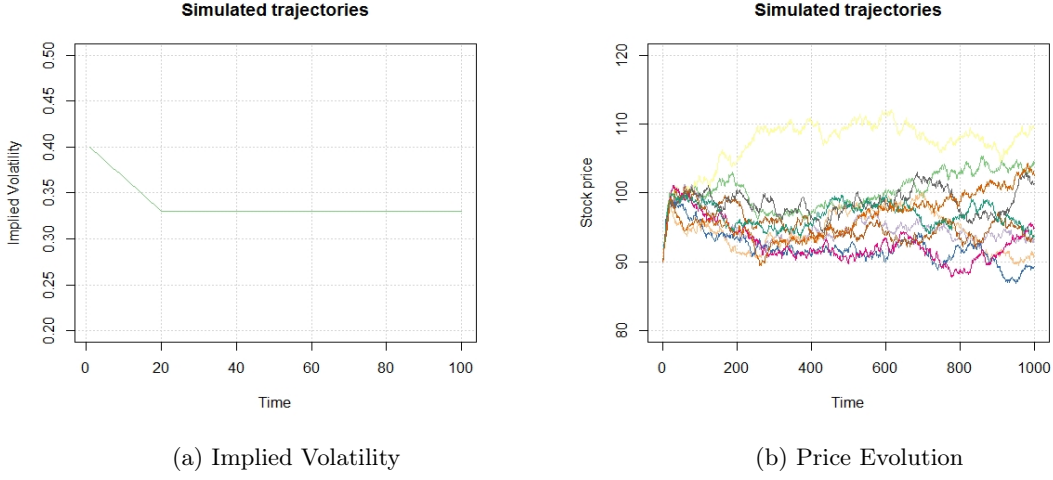 Simulated trajectories
Implied Volatility
0.50
0.45
0.40
0.35
0.30
0.25
0.20
0 20 40 60 80 100
Time
(a) Implied Volatility
Simulated trajectories
Stock price
120
110
100
90
80
0 200 400 600 800 1000
Time
(b) Price Evolution